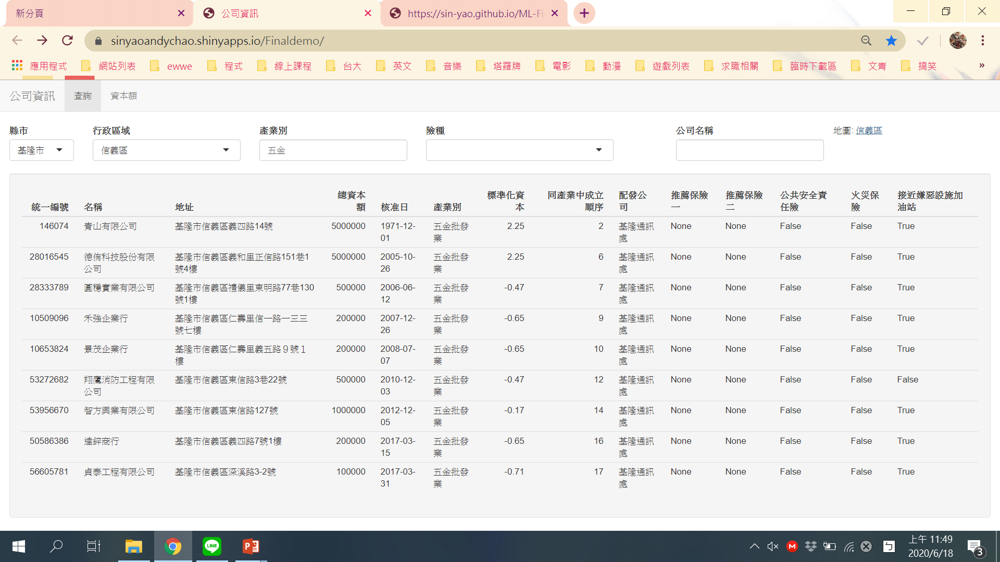 新分頁
公司資訊
https://sin-yao.github.io/ML-Fi
sinyaoandychao.shinyapps.io/Finaldemo/
應用程式 網站列表 ewwe 程式 線上課程 台大 英文 音樂 塔羅牌 電影 動漫 遊戲列表 求職相關 臨時下載區 文青 搞笑 »
公司資訊 查詢 資本額
縣市 行政區域 產業別 險種 公司名稱 地圖: 信義區
基隆市 信義區 五金
統一編號 名稱 地址 總資本額 核准日 產業別 標準化資本 同產業中成立順序 配發公司 推薦保險一 推薦保險二 公共安全責任險 火災保險 接近嫌惡設施加油站
146074 青山有限公司 基隆市信義區義四路14號 5000000 1971-12-01 五金批發業 2.25 2 基隆通訊處 None None False False True
28016545 德侑科技股份有限公司 基隆市信義區義和里正信路151巷1號4樓 5000000 2005-10-26 五金批發業 2.25 6 基隆通訊處 None None False False True
28333789 圓穩實業有限公司 基隆市信義區禮儀里東明路77巷130號1樓 500000 2006-06-12 五金批發業 -0.47 7 基隆通訊處 None None False False True
10509096 禾強企業行 基隆市信義區仁壽里信一路一三三號七樓 200000 2007-12-26 五金批發業 -0.65 9 基隆通訊處 None None False False True
10653824 景茂企業行 基隆市信義區仁壽里義五路９號１樓 200000 2008-07-07 五金批發業 -0.65 10 基隆通訊處 None None False False True
53272682 翔鷹消防工程有限公司 基隆市信義區東信路3巷22號 500000 2010-12-03 五金批發業 -0.47 12 基隆通訊處 None None False False False
53956670 智方興業有限公司 基隆市信義區東信路127號 1000000 2012-12-05 五金批發業 -0.17 14 基隆通訊處 None None False False True
50586386 達鋅商行 基隆市信義區義四路7號1樓 200000 2017-03-15 五金批發業 -0.65 16 基隆通訊處 None None False False True
56605781 貞泰工程有限公司 基隆市信義區深溪路3-2號 100000 2017-03-31 五金批發業 -0.71 17 基隆通訊處 None None False False True
LINE
上午 11:49
2020/6/18
3